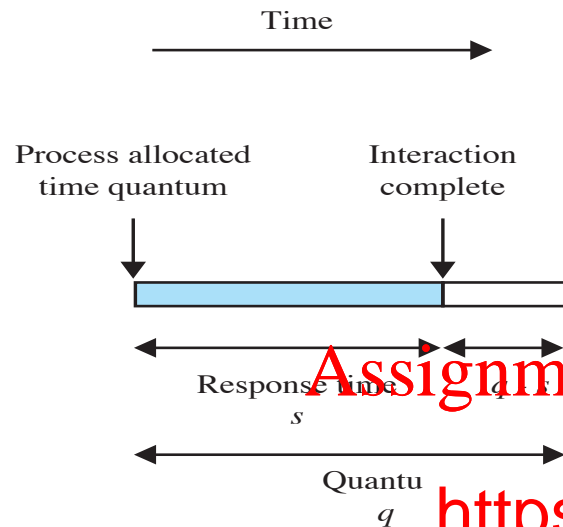 Time
Process allocated
time quantum
Interaction
complete
Response time
s
q - s
Assignm
Quantu
q
https